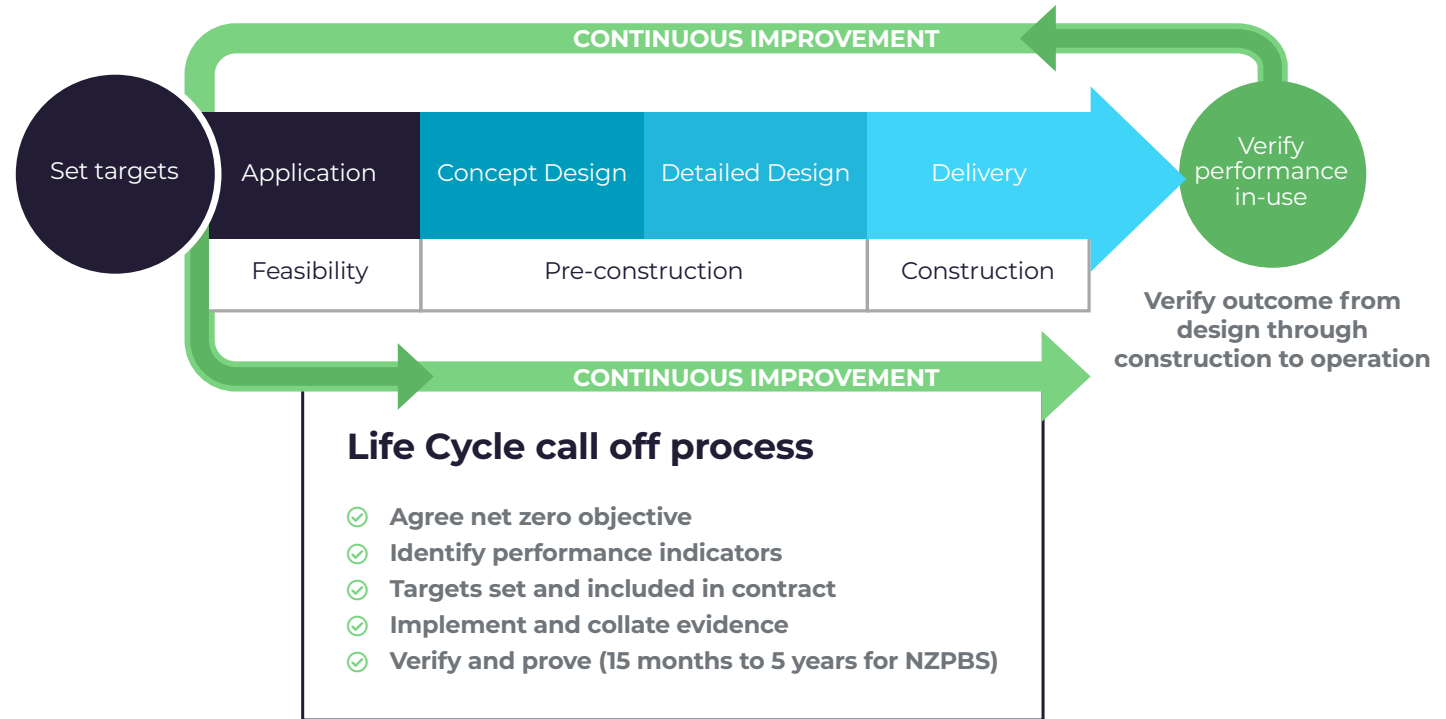 CONTINUOUS IMPROVEMENT
Set targets
Application
Concept Design
Detailed Design
Delivery
Verify
performance
in-use
Feasibility
Pre-construction
Construction
Verify outcome from
design through
construction to operation
CONTINUOUS IMPROVEMENT
Life Cycle call off process
Agree net zero objective
Identify performance indicators
Targets set and included in contract
Implement and collate evidence
Verify and prove (15 months to 5 years for NZPBS)